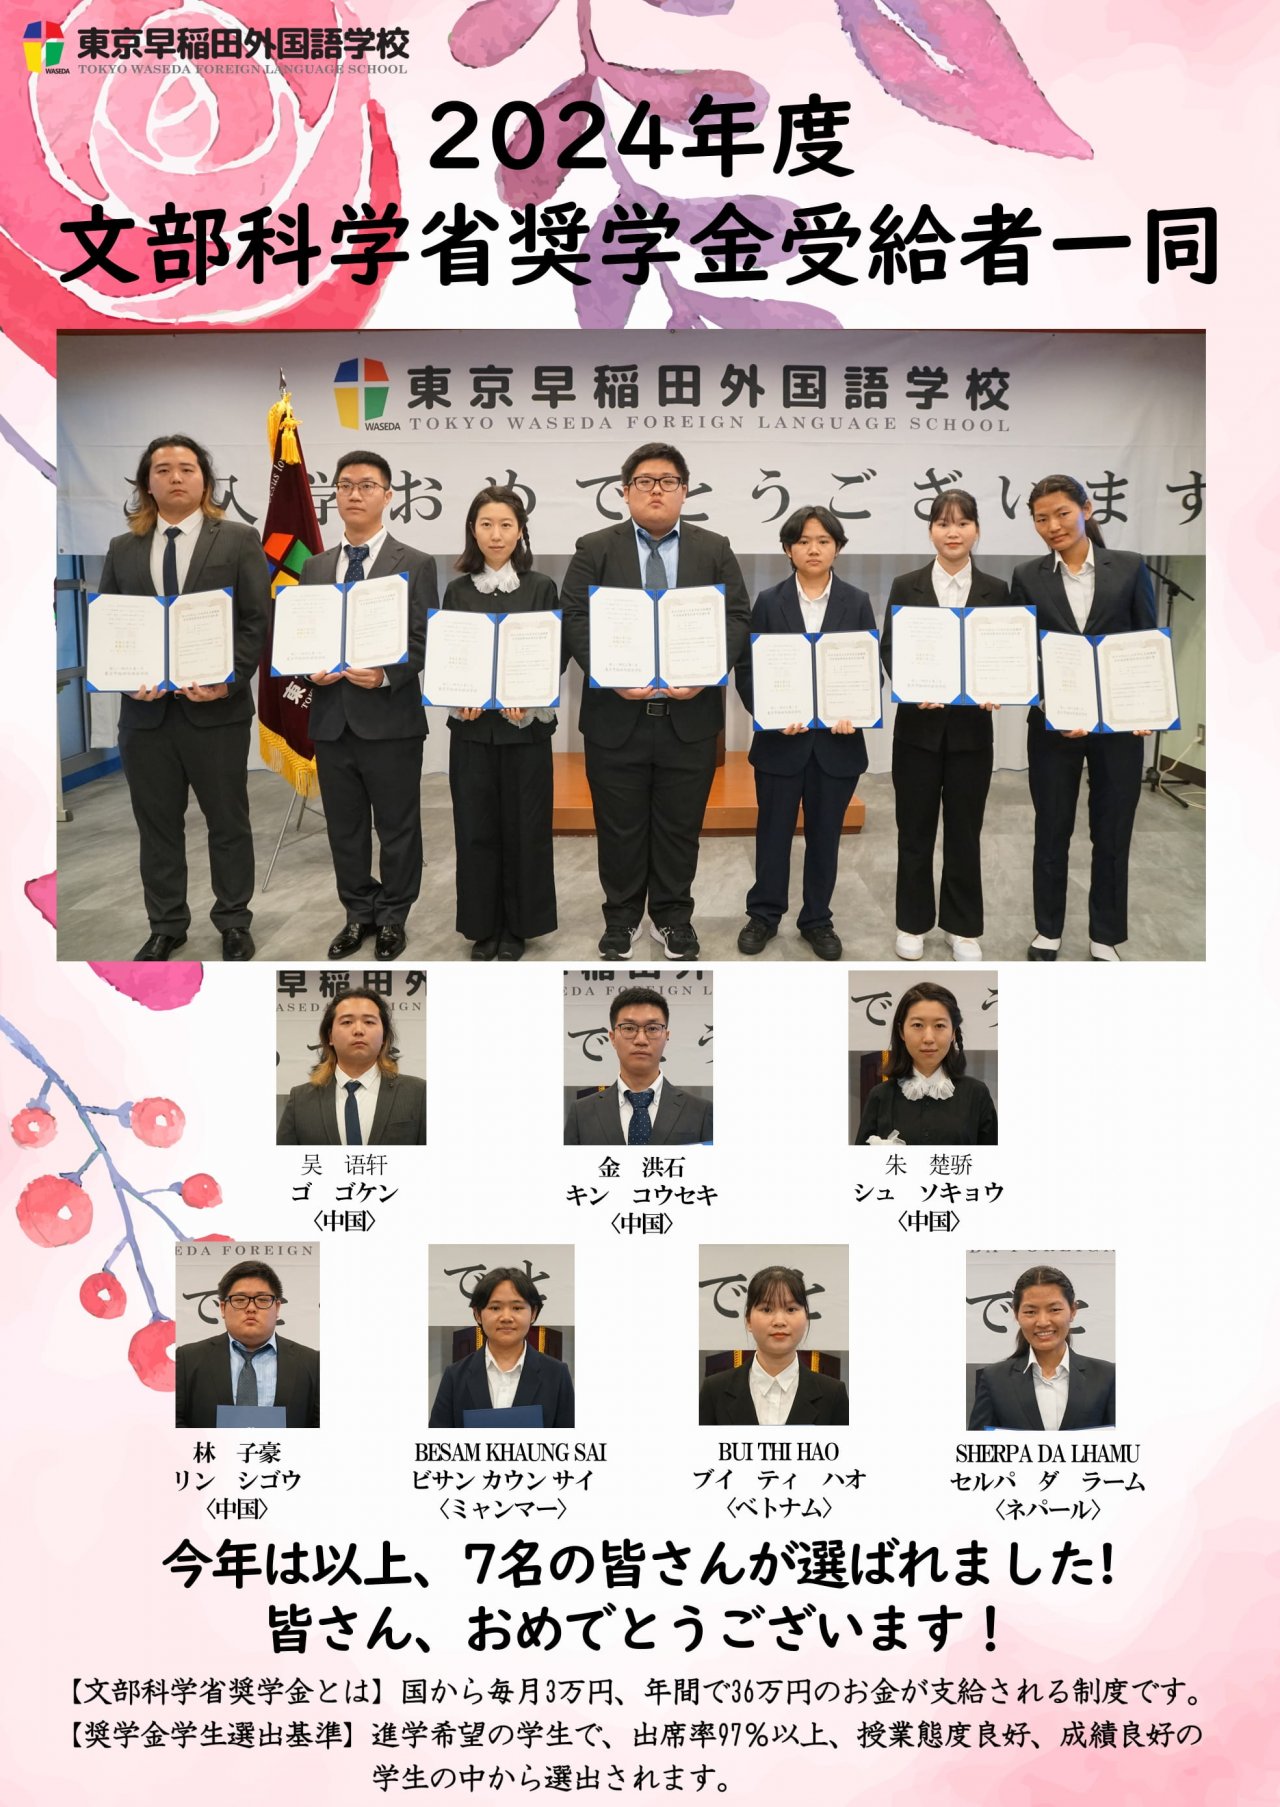 東京早稲田外国語学校
WASEDA TOKYO WASEDA FOREIGN LANGUAGE SCHOOL
2024年度
文部科学省奨学金受給者一同
東京早稲田外国語学校
WASEDA TOKYO WASEDA FOREIGN LANGUAGE SCHOOL
入学おめでとうございます
吴　语轩
ゴ　ゴケン
〈中国〉
金　洪石
キン　コウセキ
〈中国〉
朱　楚骄
シュ　ソキョウ
〈中国〉
林　子豪
リン　シゴウ
〈中国〉
BESAM KHAUNG SAI
ビサン カウン サイ
〈ミャンマー〉
BUI THI HAO
ブイ　ティ　ハオ
〈ベトナム〉
SHERPA DA LHAMU
セルパ　ダ　ラーム
〈ネパール〉
今年は以上、7名の皆さんが選ばれました!
皆さん、おめでとうございます！
【文部科学省奨学金とは】国から毎月3万円、年間で36万円のお金が支給される制度です。
【奨学金学生選出基準】進学希望の学生で、出席率97%以上、授業態度良好、成績良好の
学生の中から選出されます。